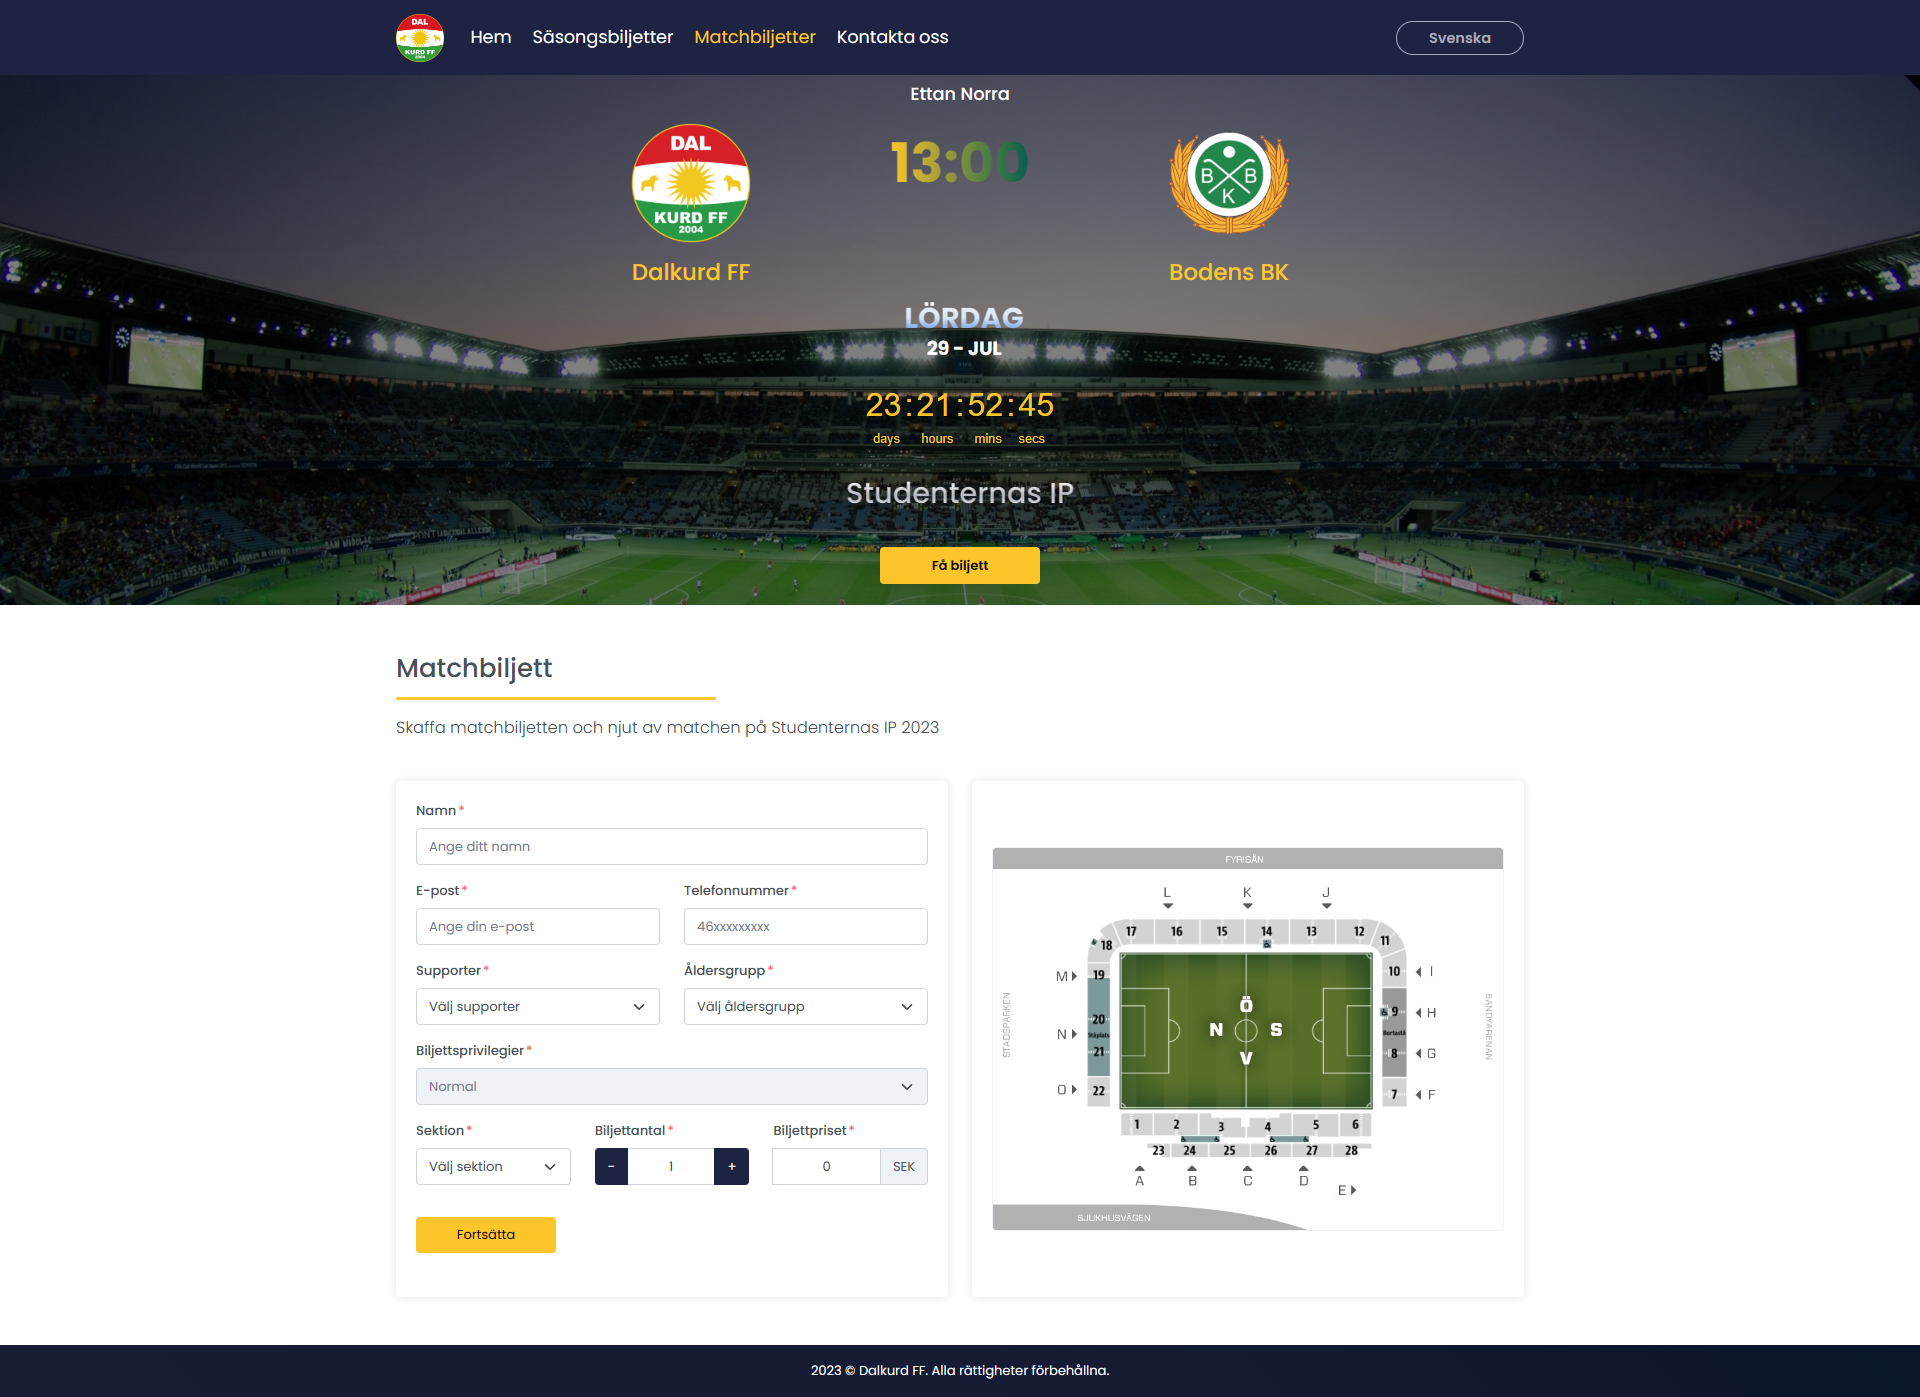 DAL
KURD FF
2004
Hem
Säsongsbiljetter
Matchbiljetter
Kontakta oss
Svenska
Ettan Norra
DAL
KURD FF
2004
13:00
B B
K
Dalkurd FF
Bodens BK
LÖRDAG
29 - JUL
23:21:52:45
days hours mins secs
Studenternas IP
Få biljett
Matchbiljett
Skaffa matchbiljetten och njut av matchen på Studenternas IP 2023
Namn*
Ange ditt namn
E-post*
Telefonnummer*
Ange din e-post
46xxxxxxxxx
Supporter*
Åldersgrupp*
Välj supporter
Välj åldersgrupp
Biljettsprivilegier*
Normal
Sektion*
Biljettantal*
Biljettpriset*
Välj sektion
- 1 +
0 SEK
Fortsätta
FYRISÅN
L K J
17 16 15 14 13 12
18 11
M 19 10 I
STADSPARKEN
BANDYARENAN
20 9 H
N Ståplats
21 8 G
O 22 7 F
Ö
N S
V
1 2 3 4 5 6
23 24 25 26 27 28
A B C D
E
SJUKHUSVÄGEN
2023 © Dalkurd FF. Alla rättigheter förbehållna.